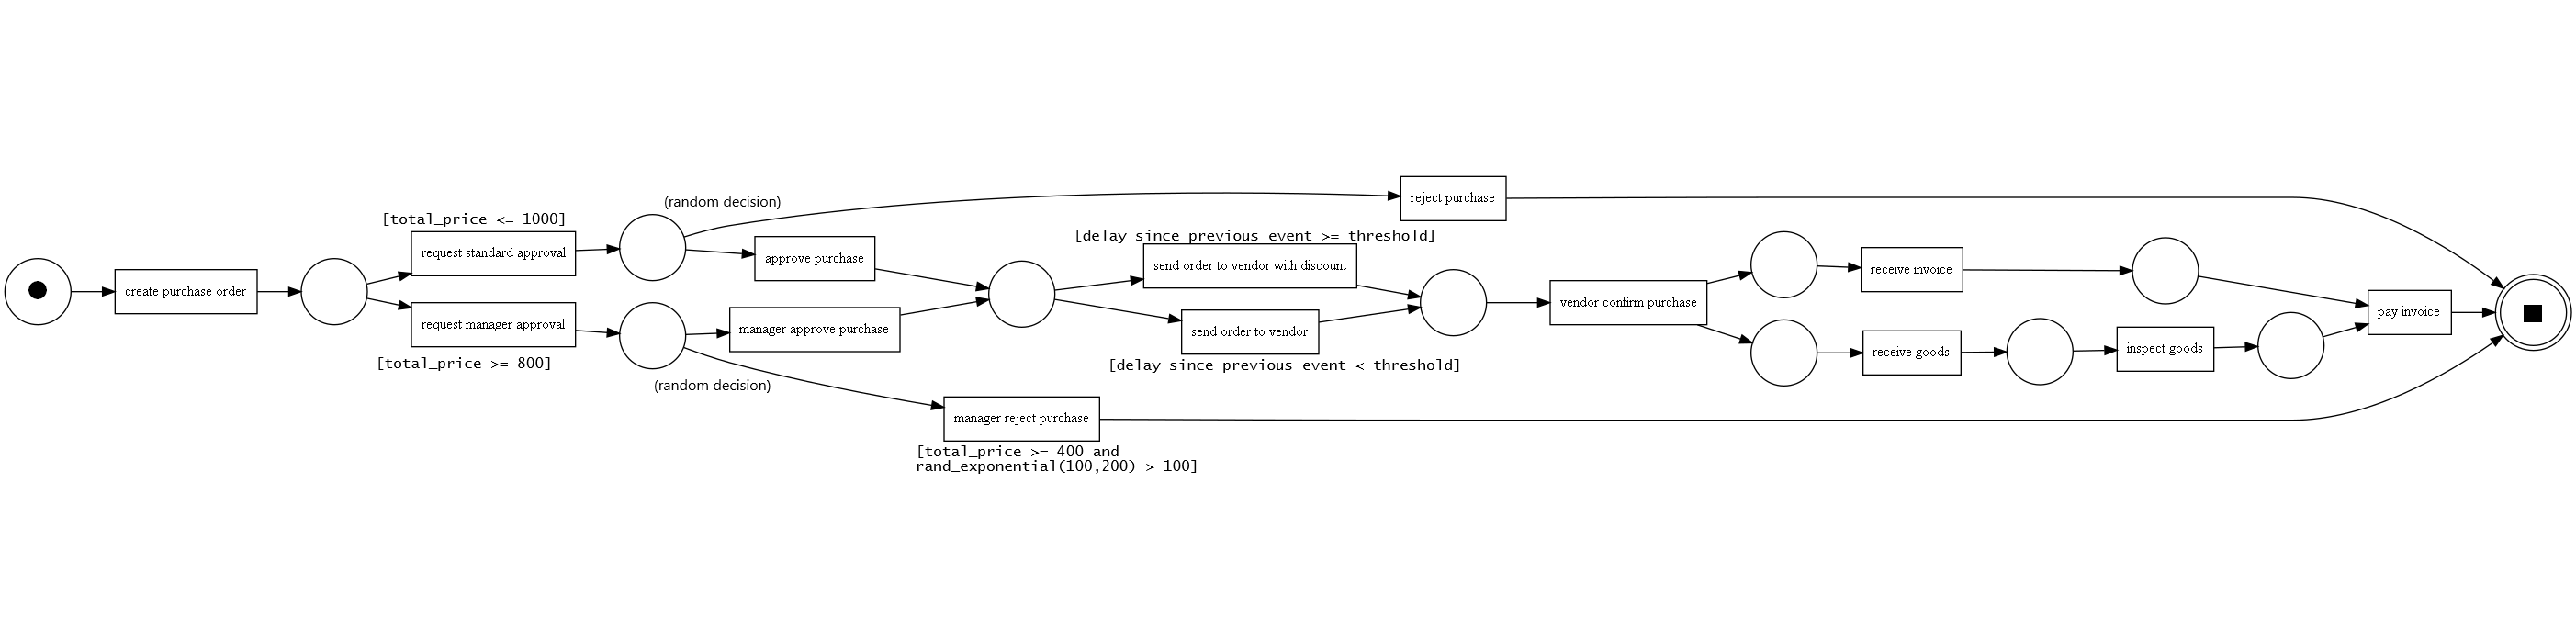 (random decision)
reject purchase
[total_price <= 1000]
[delay since previous event >= threshold]
request standard approval
approve purchase
send order to vendor with discount
receive invoice
create purchase order
vendor confirm purchase
pay invoice
request manager approval
manager approve purchase
send order to vendor
receive goods
inspect goods
[total_price >= 800]
[delay since previous event < threshold]
(random decision)
manager reject purchase
[total_price >= 400 and
rand_exponential(100,200) > 100]